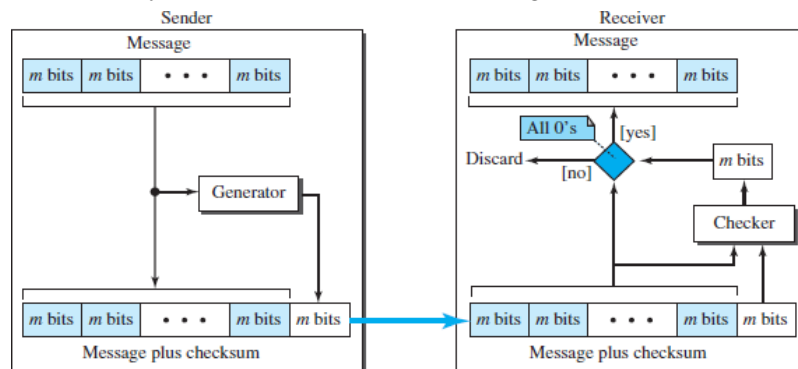 Sender
Message
m bits m bits • • • m bits
Generator
m bits m bits • • • m bits m bits
Message plus checksum
Receiver
Message
m bits m bits • • • m bits
All 0's
[yes]
Discard
[no]
m bits
Checker
m bits m bits • • • m bits m bits
Message plus checksum